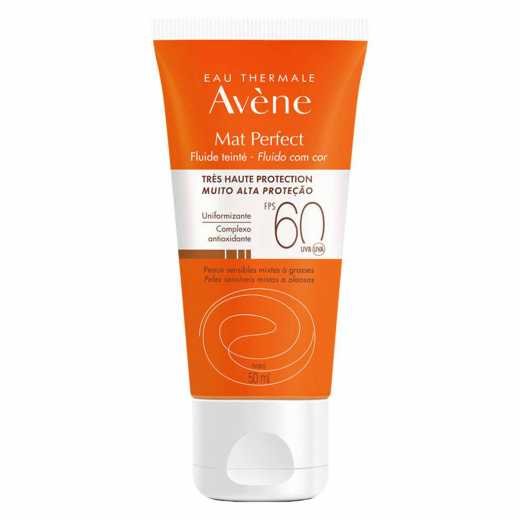 EAU THERMALE
Avène
Mat Perfect
Fluide teinté - Fluido com cor
TRÈS HAUTE PROTECTION
MUITO ALTA PROTEÇÃO
Uniformizante
Complexo
antioxidante
FPS
60
UVB UVA
Peaux sensibles mixtes à grasses
Peles sensíveis mistas a oleosas
PARIS
50 ml